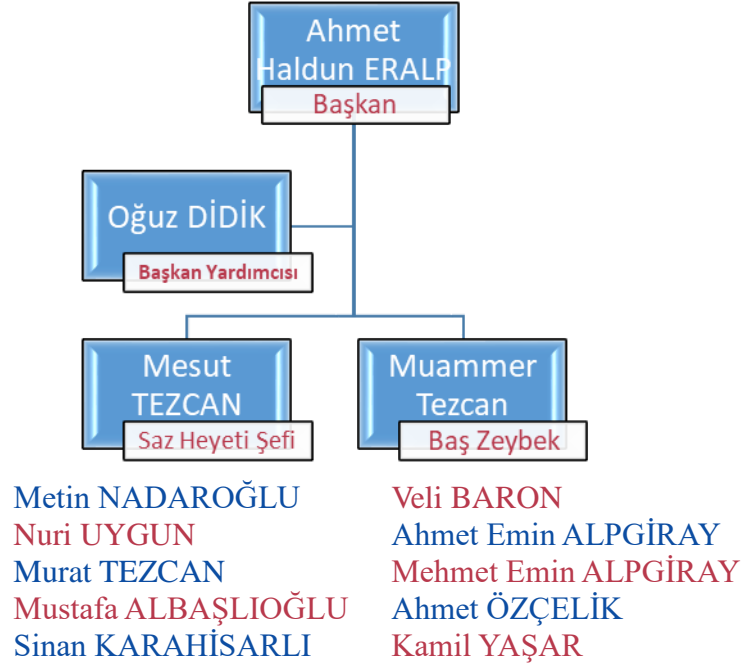 Ahmet
Haldun ERALP
Başkan
Oğuz DİDİK
Başkan Yardımcısı
Mesut
TEZCAN
Saz Heyeti Şefi
Muammer
Tezcan
Baş Zeybek
Metin NADAROĞLU
Nuri UYGUN
Murat TEZCAN
Mustafa ALBAŞLIOĞLU
Sinan KARAHİSARLI
Veli BARON
Ahmet Emin ALPGİRAY
Mehmet Emin ALPGİRAY
Ahmet ÖZÇELİK
Kamil YAŞAR